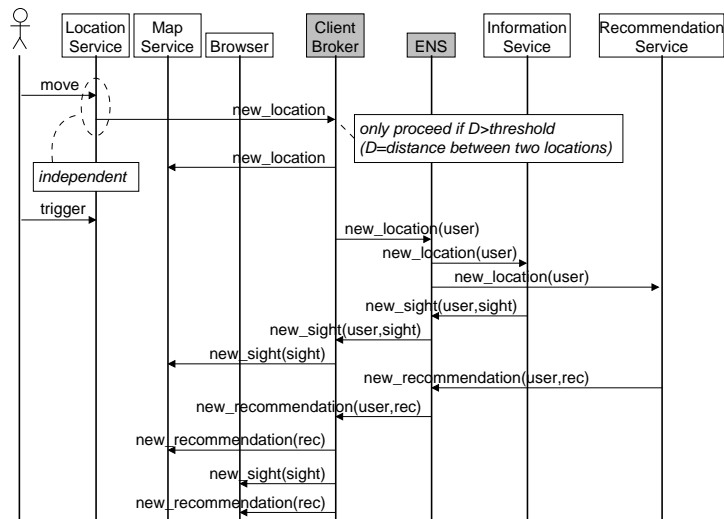 Location
Service
Map
Service
Browser
Client
Broker
ENS
Information
Sevice
Recommendation
Service
move
new_location
only proceed if D>threshold
(D=distance between two locations)
new_location
independent
trigger
new_location(user)
new_location(user)
new_location(user)
new_sight(user,sight)
new_sight(user,sight)
new_sight(sight)
new_recommendation(user,rec)
new_recommendation(user,rec)
new_recommendation(rec)
new_sight(sight)
new_recommendation(rec)